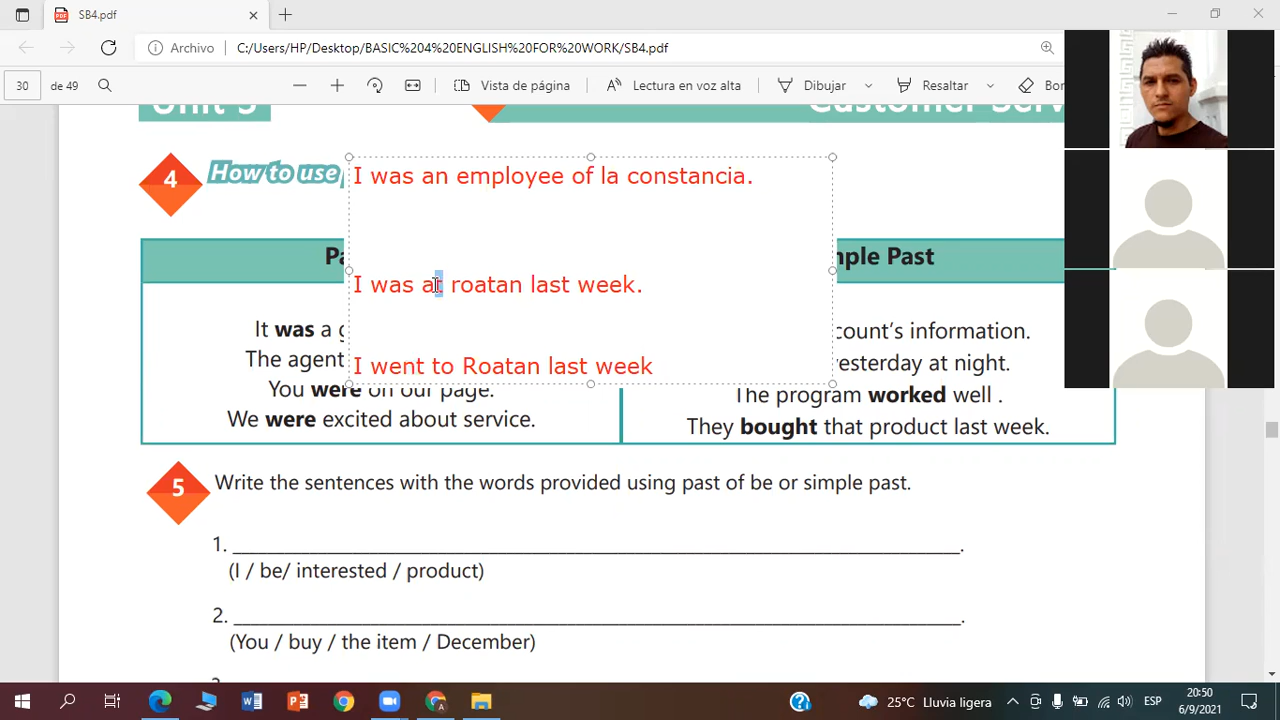 SB4.pdf
Archivo
C:/Users/HP/Desktop/BASIC%204%20ENGLISH%20FOR%20WORK/SB4.pdf
30
de 49
Vista de página
Lectura en voz alta
Dibujar
Resaltar
Bor
Unit 3
Customer Serv
4
How to use
I was an employee of la constancia.
Pa
mple Past
I was at roatan last week.
It was a g
count's information.
The agent
esterday at night.
I went to Roatan last week
You were on our page.
The program worked well .
We were excited about service.
They bought that product last week.
5
Write the sentences with the words provided using past of be or simple past.
1.
.
(I / be/ interested / product)
2.
.
(You / buy / the item / December)
25°C
Lluvia ligera
ESP
20:50
6/9/2021